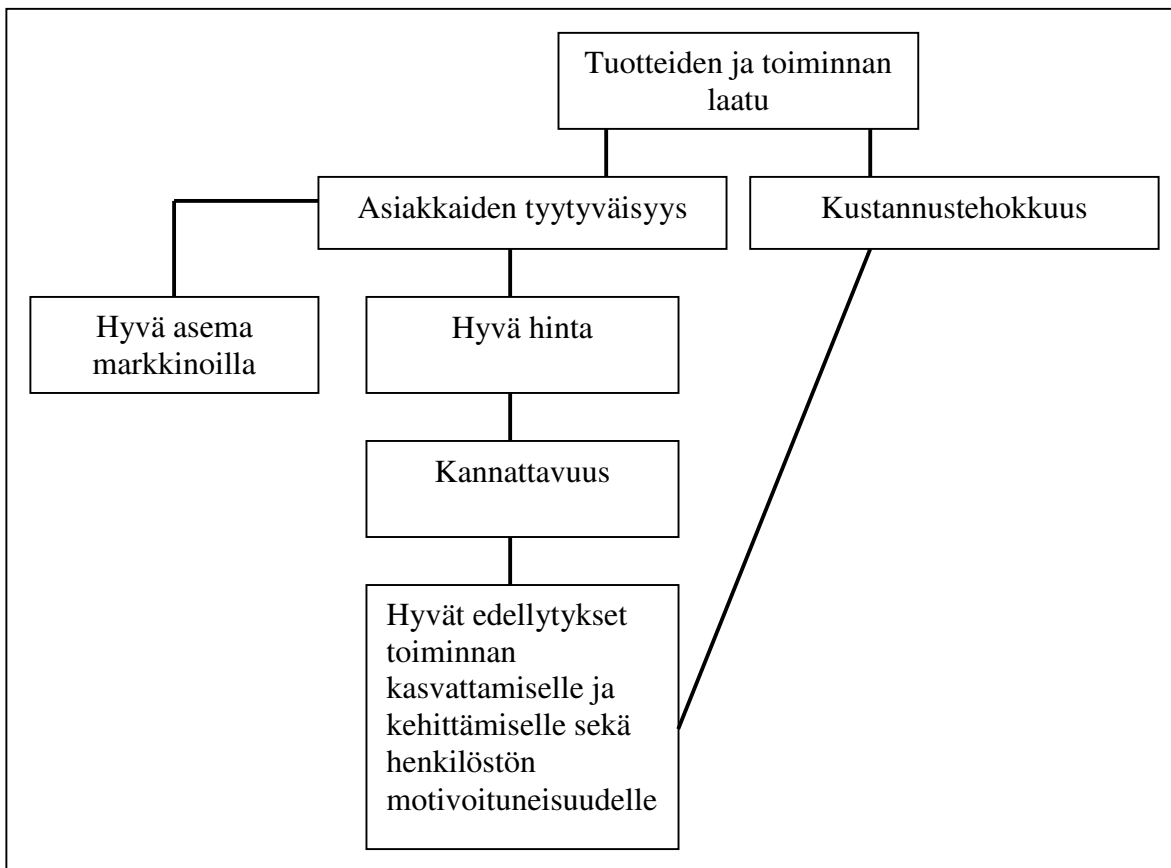 Tuotteiden ja toiminnan
laatu
Asiakkaiden tyytyväisyys
Kustannustehokkuus
Hyvä asema
markkinoilla
Hyvä hinta
Kannattavuus
Hyvät edellytykset
toiminnan
kasvattamiselle ja
kehittämiselle sekä
henkilöstön
motivoituneisuudelle